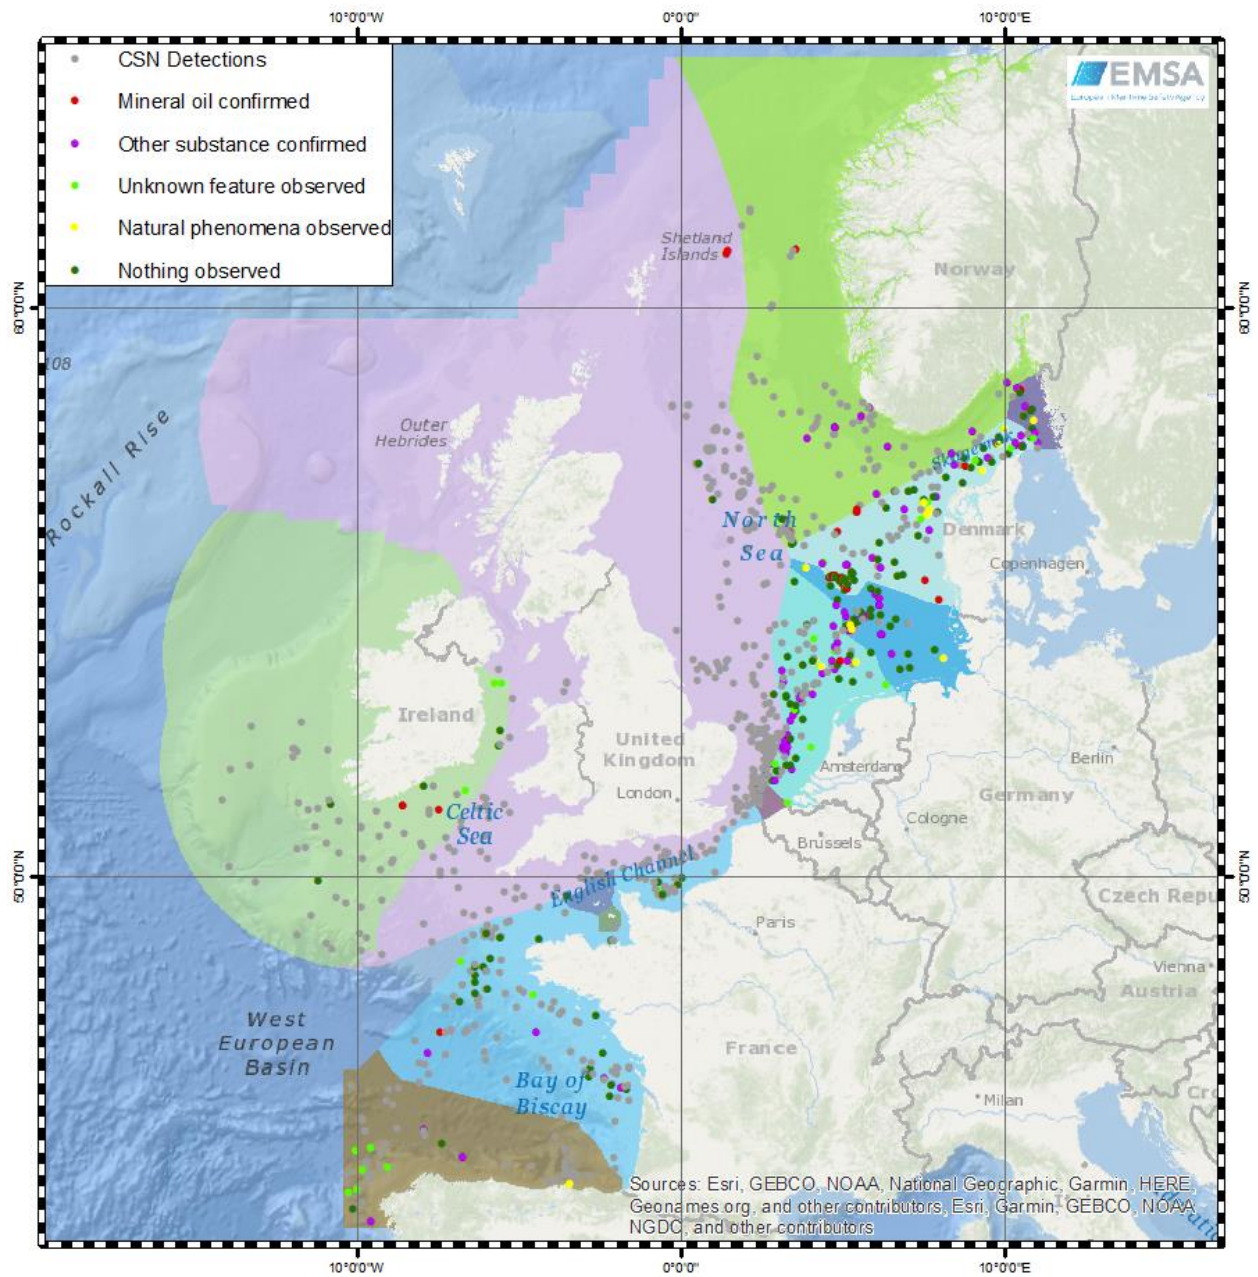 10°0'0"W
0°0'0"
10°0'0"E
CSN Detections
Mineral oil confirmed
Other substance confirmed
Unknown feature observed
Natural phenomena observed
Nothing observed
EMSA
European Maritime Safety Agency
Shetland
Islands
Norway
60°0'0"N
60°0'0"N
108
Rockall Rise
Outer
Hebrides
Skagerrak
North
Sea
Denmark
Copenhagen
Ireland
United
Kingdom
Amsterdam
Berlin
London
Germany
Celtic
Sea
Cologne
Brussels
English Channel
50°0'0"N
50°0'0"N
Czech Repu
Paris
Vienna
Austria
West
European
Basin
France
Bay of
Biscay
Milan
Cro
Sources: Esri, GEBCO, NOAA, National Geographic, Garmin, HERE,
Geonames.org, and other contributors, Esri, Garmin, GEBCO, NOAA
NGDC, and other contributors
10°0'0"W
0°0'0"
10°0'0"E